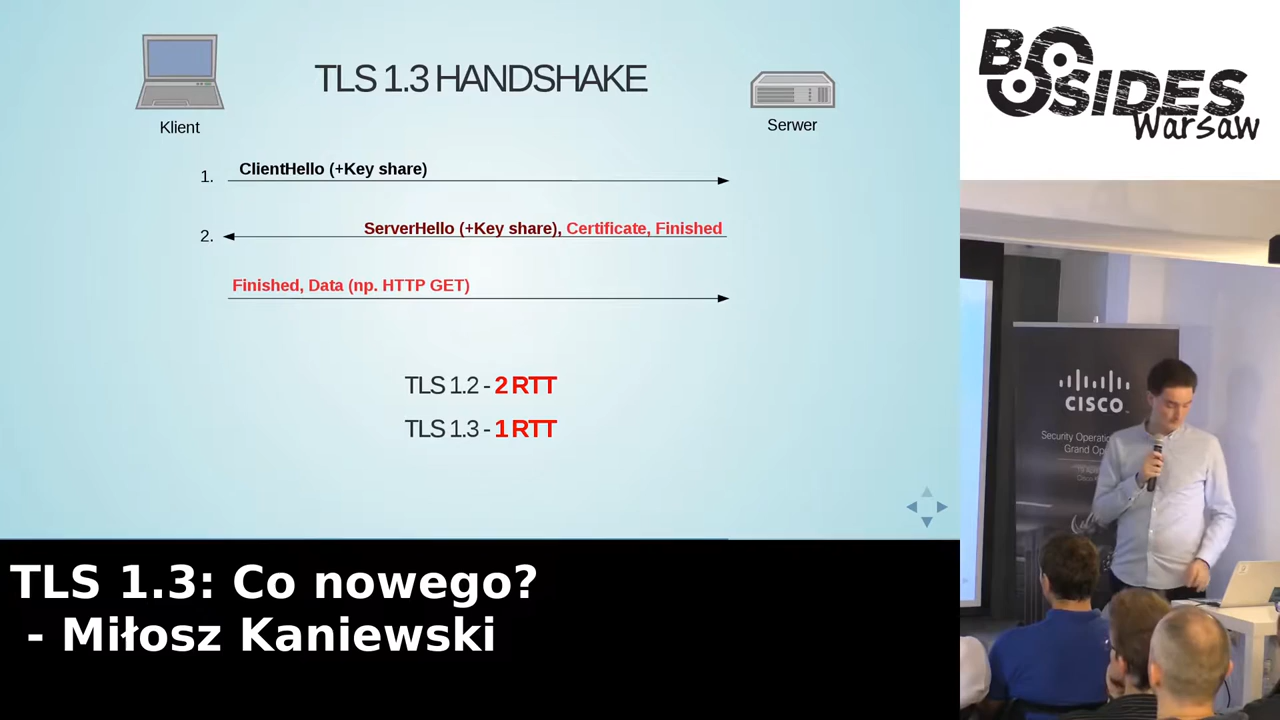 TLS 1.3 HANDSHAKE
Klient
Serwer
1.
ClientHello (+Key share)
2.
ServerHello (+Key share), Certificate, Finished
Finished, Data (np. HTTP GET)
TLS 1.2 - 2 RTT
TLS 1.3 - 1 RTT
TLS 1.3: Co nowego?
- Miłosz Kaniewski
BSIDES
Warsaw
CISCO
Security Operati
Grand Op